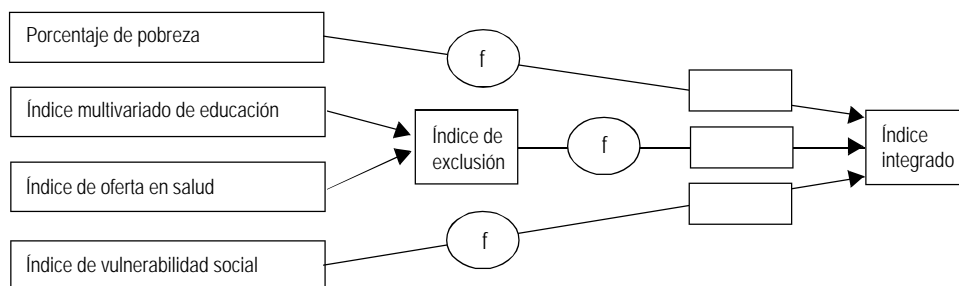 Porcentaje de pobreza
f
Índice multivariado de educación
Índice de
exclusión
f
Índice
integrado
Índice de oferta en salud
f
Índice de vulnerabilidad social